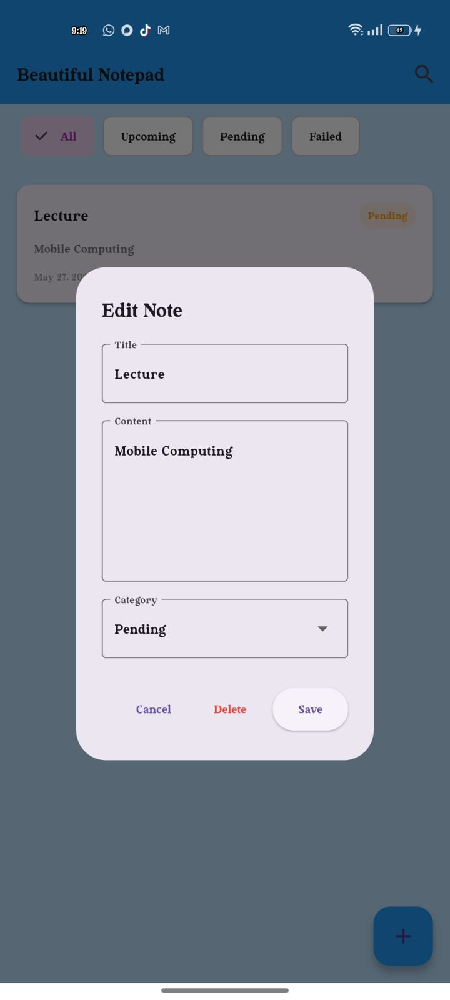 9:19
42
Beautiful Notepad
All Upcoming Pending Failed
Lecture Pending
Mobile Computing
May 27, 20
Edit Note
Title
Lecture
Content
Mobile Computing
Category
Pending
Cancel Delete Save